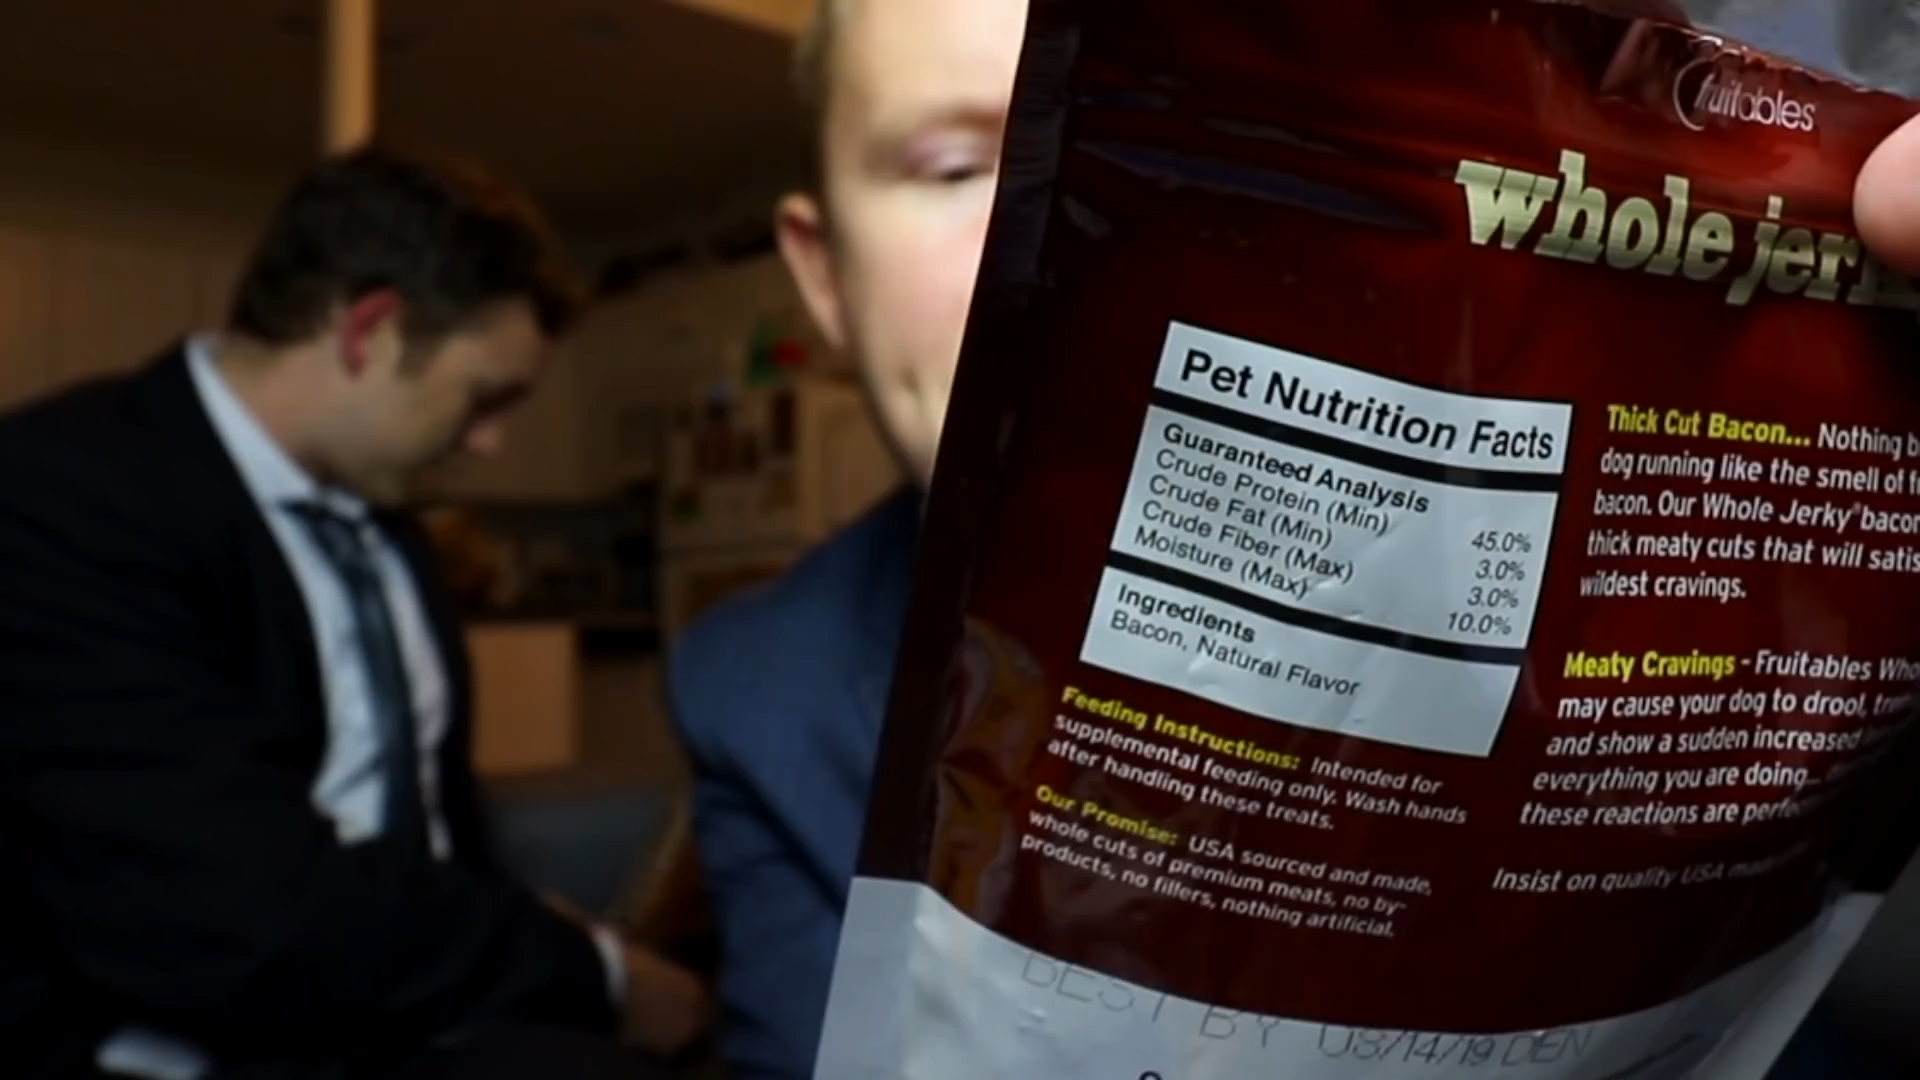 fruitables
whole jer
Pet Nutrition Facts
Guaranteed Analysis
Crude Protein (Min) 45.0%
Crude Fat (Min) 3.0%
Crude Fiber (Max) 3.0%
Moisture (Max) 10.0%
Ingredients
Bacon, Natural Flavor
Feeding Instructions: Intended for
supplemental feeding only. Wash hands
after handling these treats.
Our Promise: USA sourced and made,
whole cuts of premium meats, no by-
products, no fillers, nothing artificial.
Thick Cut Bacon... Nothing
dog running like the smell of
bacon. Our Whole Jerky® bacon
thick meaty cuts that will
wildest cravings.
Meaty Cravings - Fruitables
may cause your dog to drool,
and show a sudden increased
everything you are doing...
these reactions are
Insist on quality USA
BEST BY 08/14/19 DEN